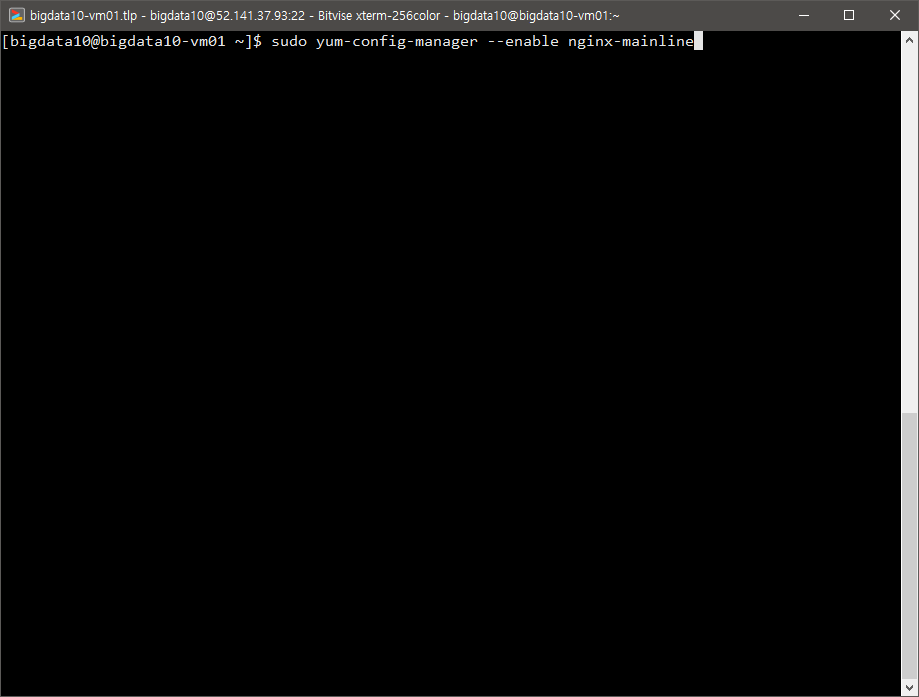 bigdata10-vm01.tlp - bigdata10@52.141.37.93:22 - Bitvise xterm-256color - bigdata10@bigdata10-vm01:~
[bigdata10@bigdata10-vm01 ~]$ sudo yum-config-manager --enable nginx-mainline